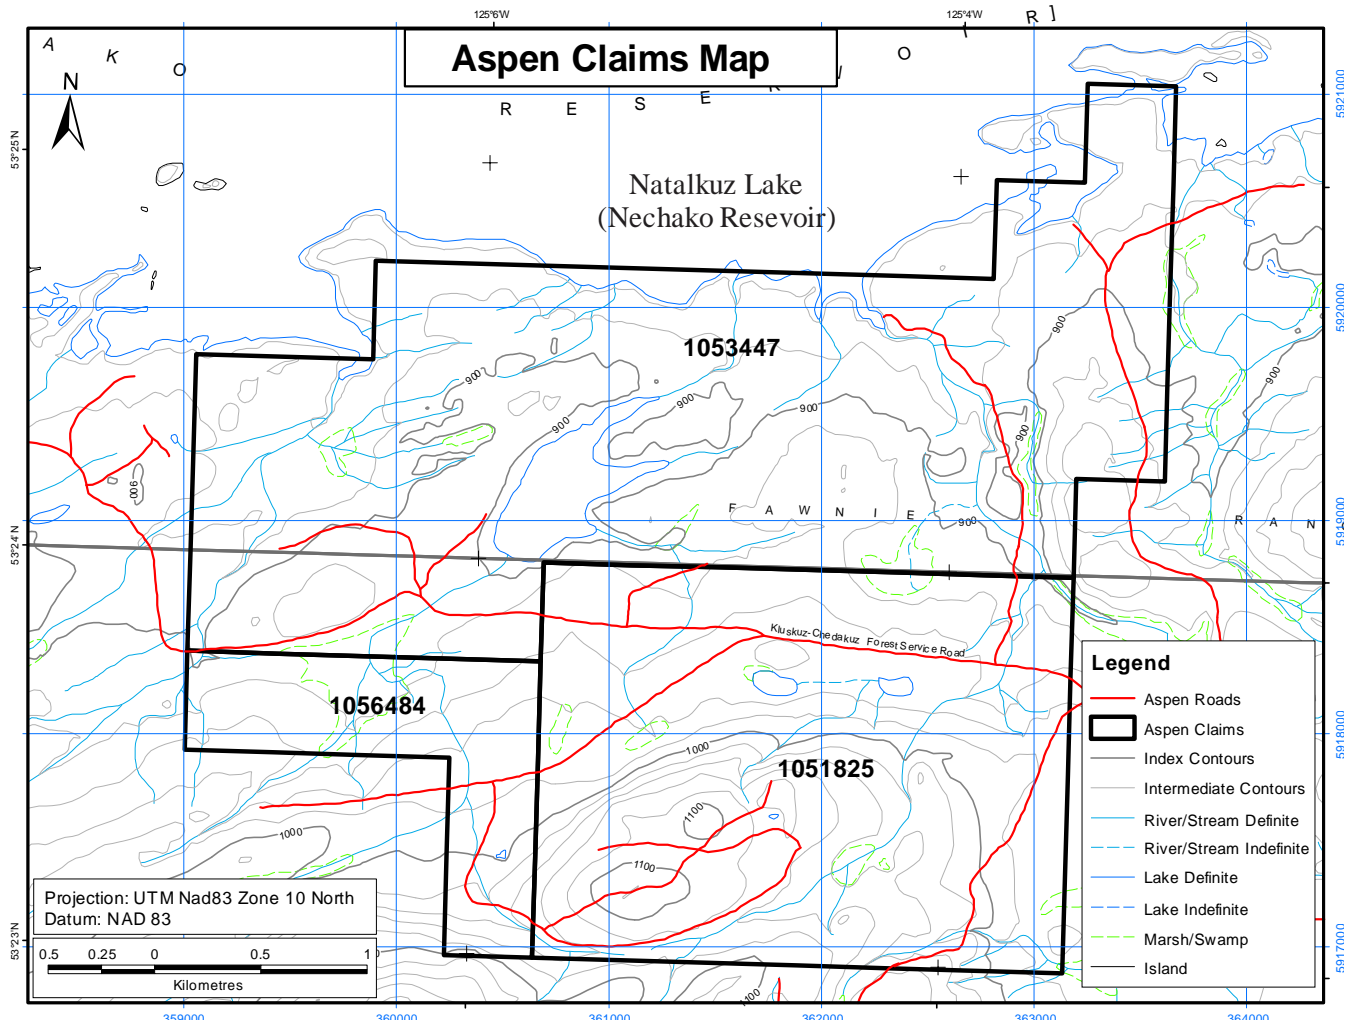 125°6'W
125°4'W
A K O
R E S E R
O I R ]
Aspen Claims Map
N
5921000
53°25'N
Natalkuz Lake
(Nechako Resevoir)
5920000
1053447
900
900
900
900
900
900
900
900
900
F A W N I E
R A N
5919000
53°24'N
Kluskuz-Chedakuz Forest Service Road
1056484
5918000
1000
1051825
1100
1000
1100
1100
5917000
53°23'N
Legend
Aspen Roads
Aspen Claims
Index Contours
Intermediate Contours
River/Stream Definite
River/Stream Indefinite
Lake Definite
Lake Indefinite
Marsh/Swamp
Island
Projection: UTM Nad83 Zone 10 North
Datum: NAD 83
0.5 0.25 0 0.5 1
Kilometres
359000 360000 361000 362000 363000 364000